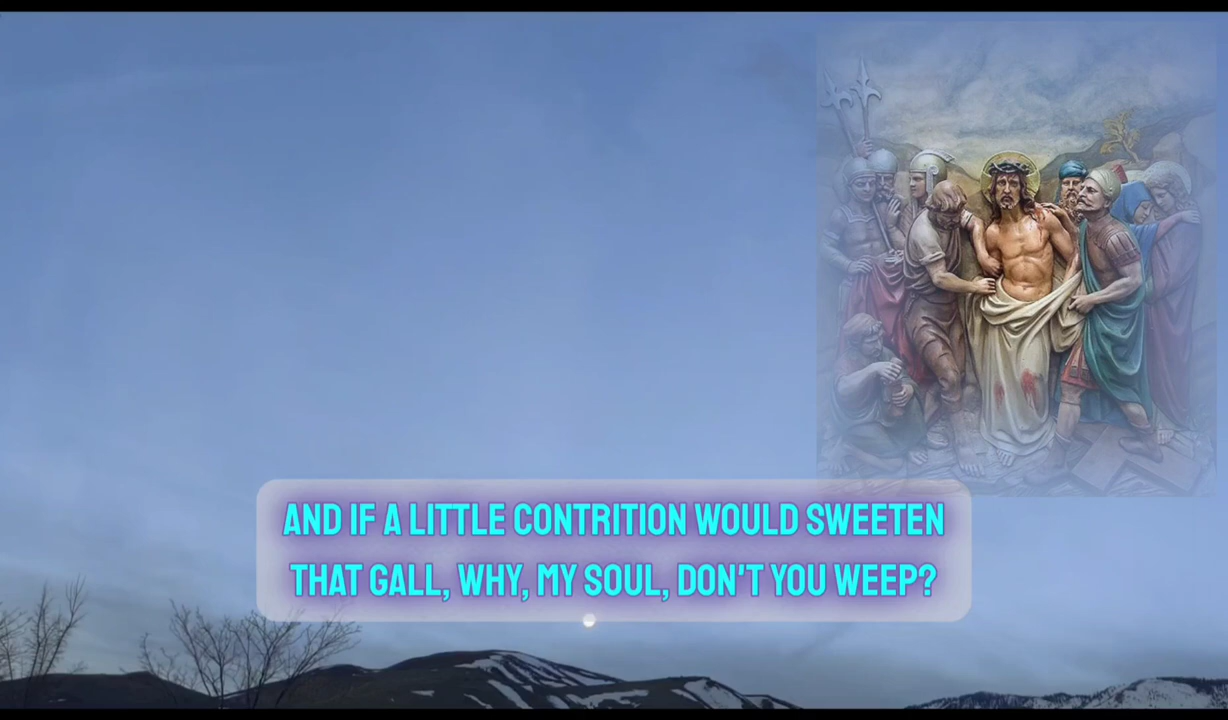 AND IF A LITTLE CONTRITION WOULD SWEETEN
THAT GALL, WHY, MY SOUL, DON'T YOU WEEP?